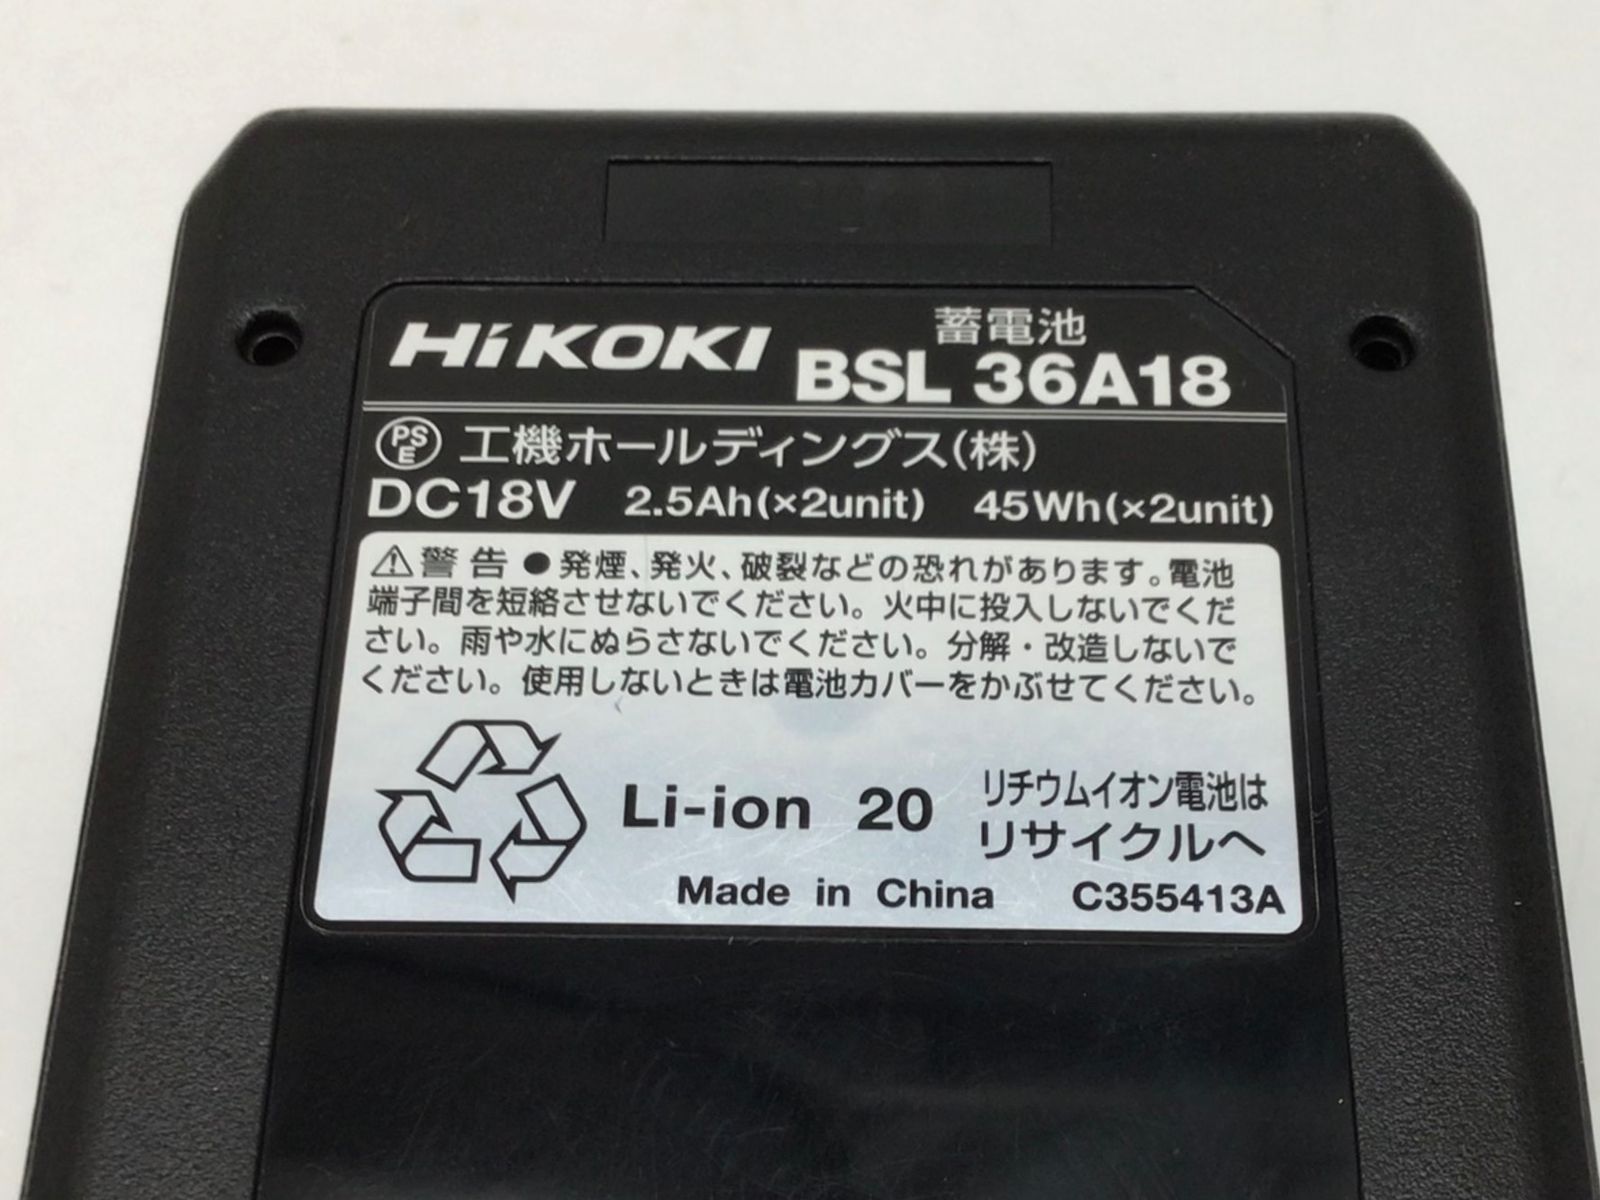 HiKOKI 蓄電池
BSL 36A18
PSE 工機ホールディングス(株)
DC18V 2.5Ah(×2unit) 45Wh(×2unit)
⚠警告 ●発煙、発火、破裂などの恐れがあります。電池
端子間を短絡させないでください。火中に投入しないでくだ
さい。雨や水にぬらさないでください。分解・改造しないで
ください。使用しないときは電池カバーをかぶせてください。
Li-ion 20 リチウムイオン電池は
リサイクルへ
Made in China C355413A